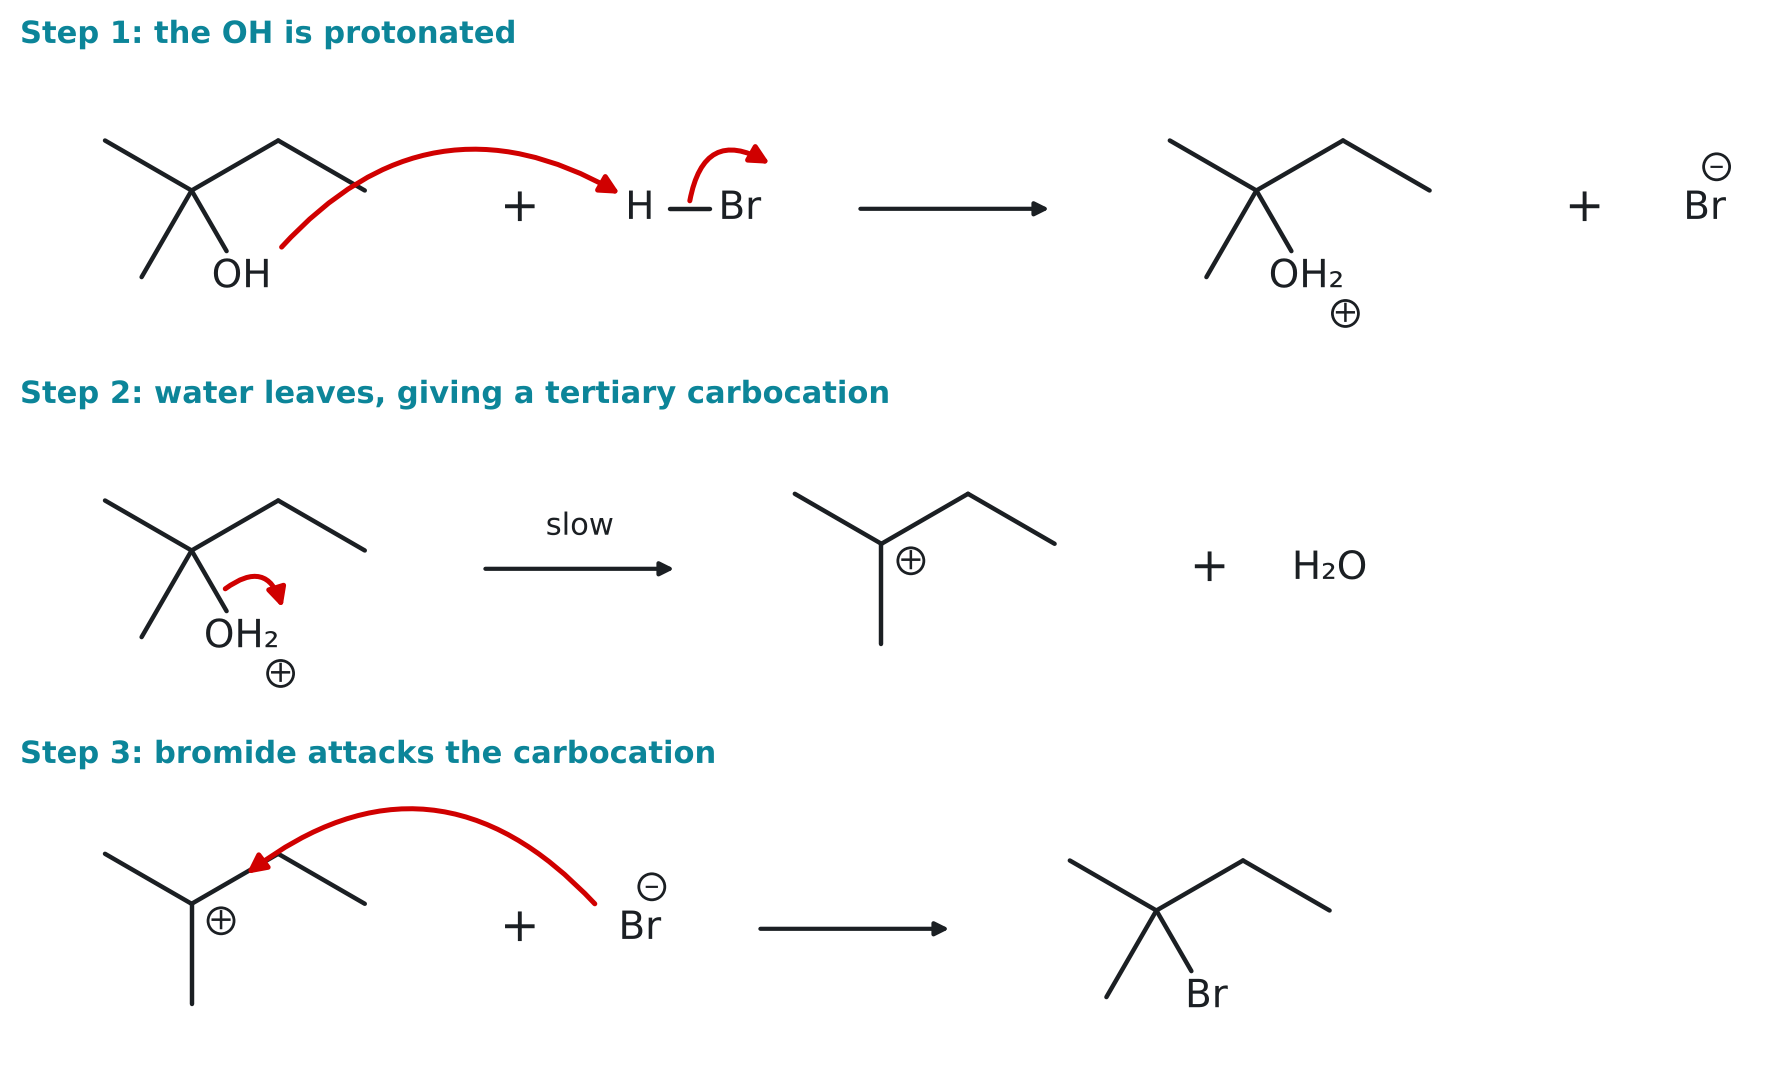 Step 1: the OH is protonated
⊖
OH + H Br OH₂ + Br
⊕
Step 2: water leaves, giving a tertiary carbocation
slow
OH₂ ⊕ + H₂O
⊕
Step 3: bromide attacks the carbocation
⊖
⊕ + Br
Br